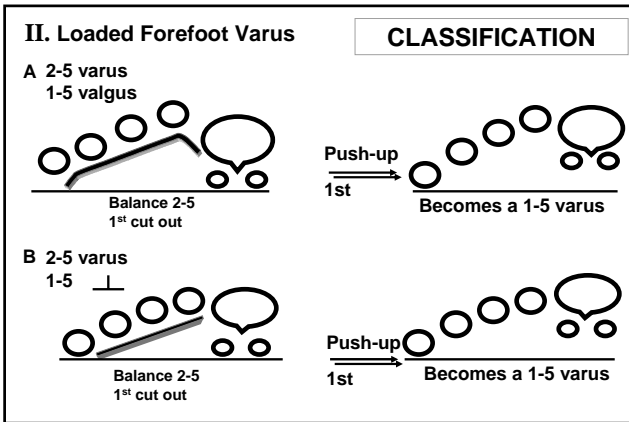 II. Loaded Forefoot Varus
CLASSIFICATION
A 2-5 varus
1-5 valgus
Balance 2-5
1st cut out
Push-up
1st
Becomes a 1-5 varus
B 2-5 varus
1-5
Balance 2-5
1st cut out
Push-up
1st
Becomes a 1-5 varus